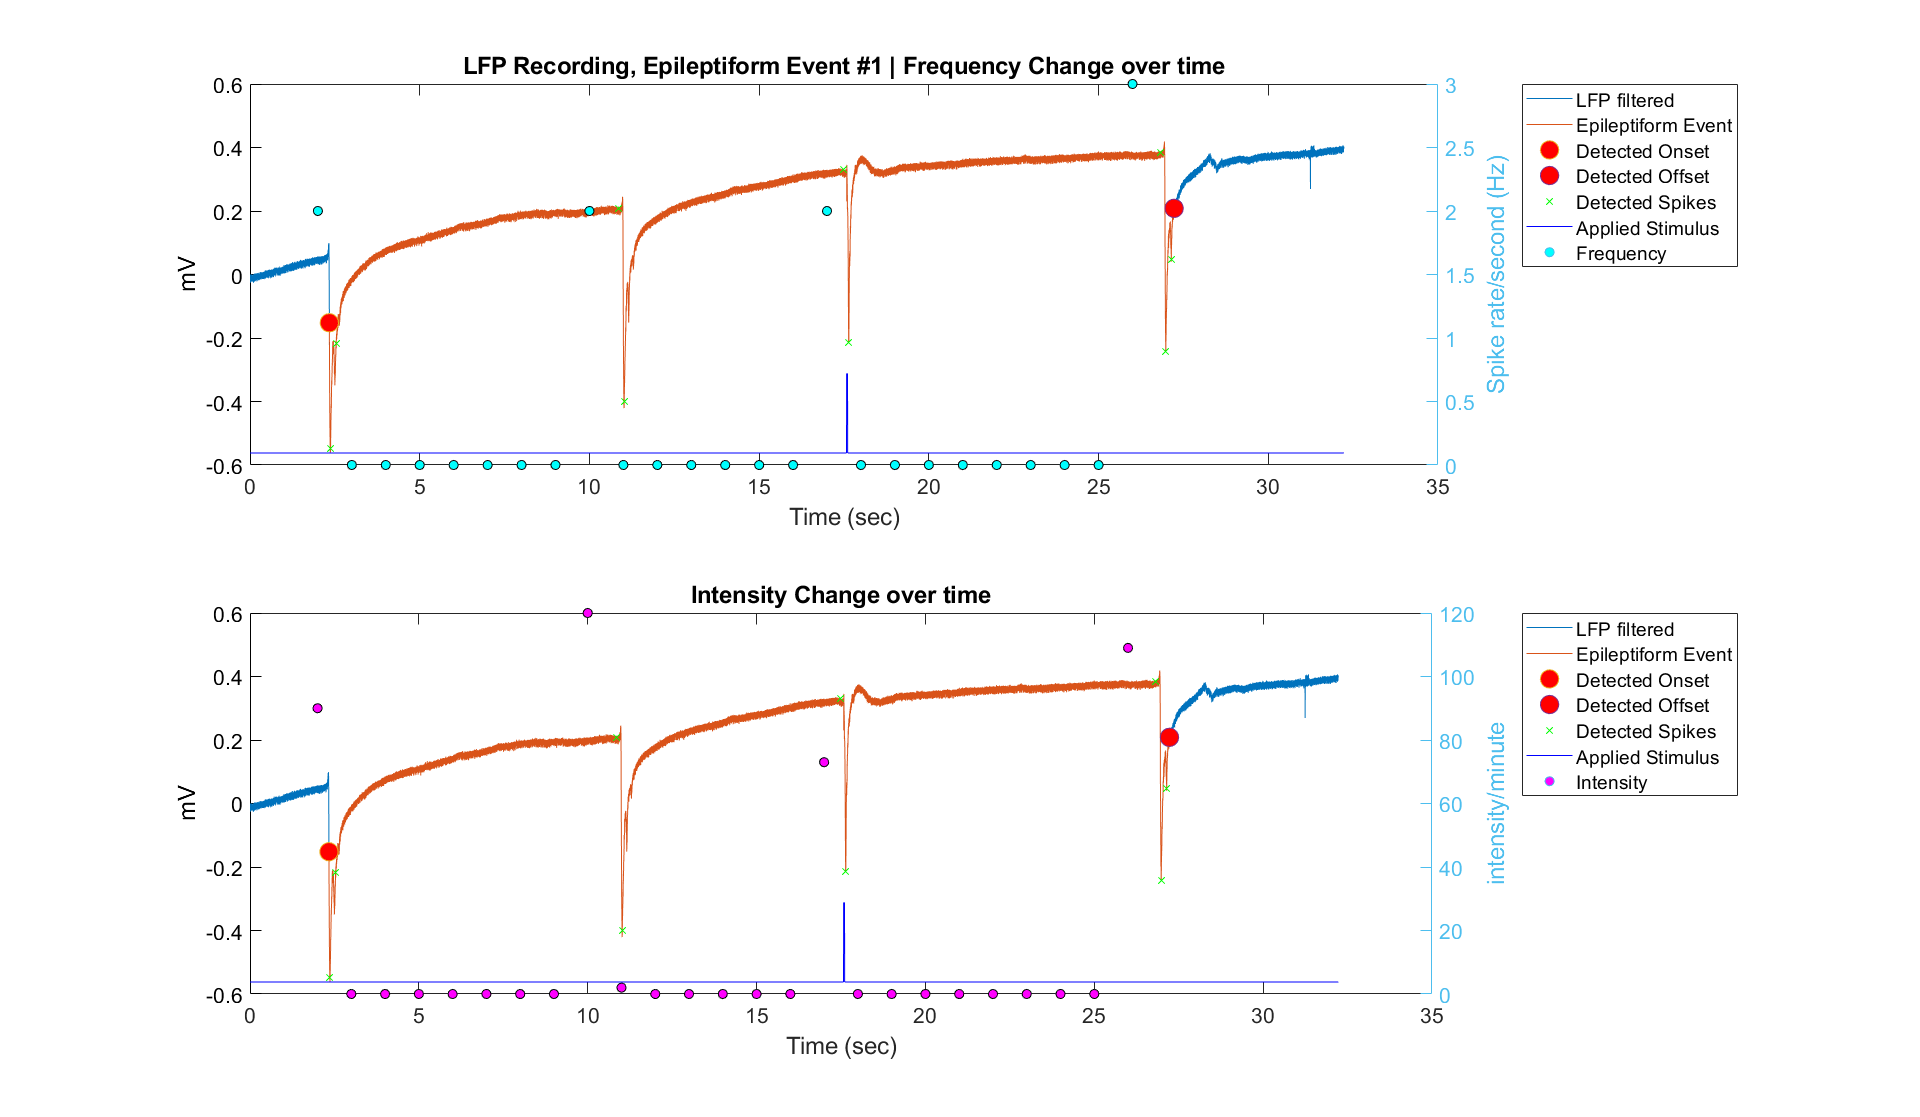 LFP Recording, Epileptiform Event #1 | Frequency Change over time
0.6
0.4
0.2
0
-0.2
-0.4
-0.6
mV
0 5 10 15 20 25 30 35
Time (sec)
3
2.5
2
1.5
1
0.5
0
Spike rate/second (Hz)
LFP filtered
Epileptiform Event
Detected Onset
Detected Offset
Detected Spikes
Applied Stimulus
Frequency
Intensity Change over time
0.6
0.4
0.2
0
-0.2
-0.4
-0.6
mV
0 5 10 15 20 25 30 35
Time (sec)
120
100
80
60
40
20
0
intensity/minute
LFP filtered
Epileptiform Event
Detected Onset
Detected Offset
Detected Spikes
Applied Stimulus
Intensity